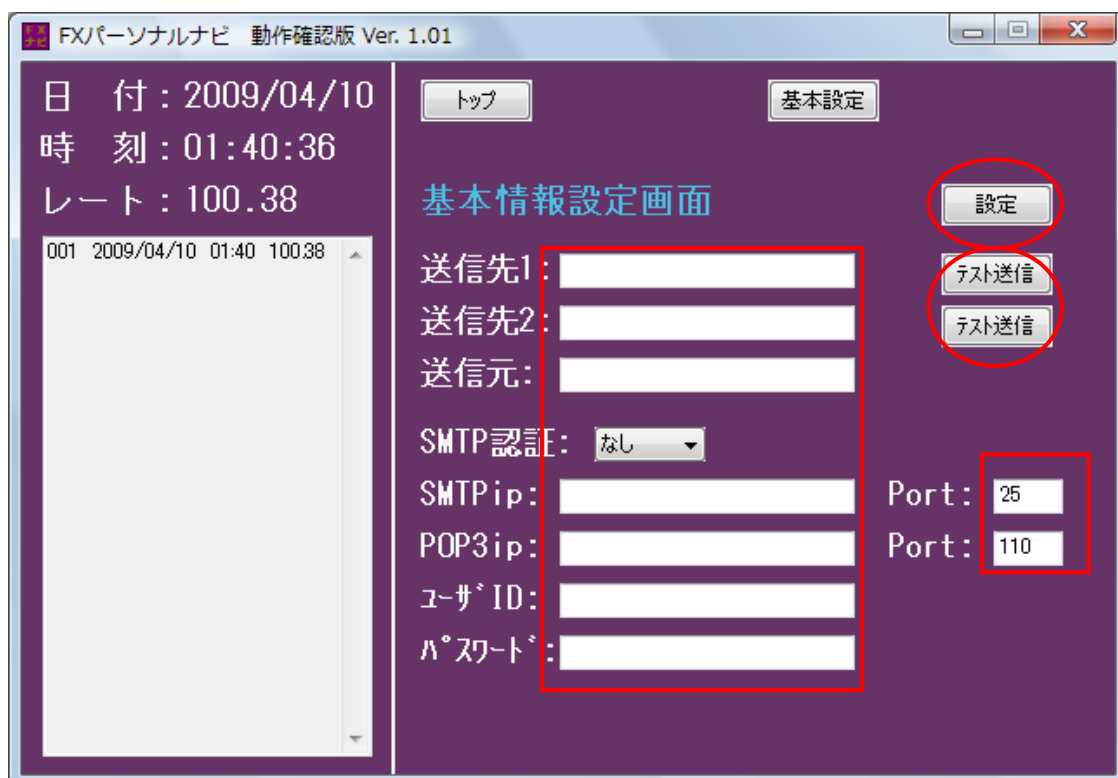 FXパーソナルナビ 動作確認版 Ver. 1.01
日 付：2009/04/10
時 刻：01:40:36
レート：100.38
001 2009/04/10 01:40 100.38
トップ
基本設定
基本情報設定画面
設定
送信先1:
テスト送信
送信先2:
テスト送信
送信元:
SMTP認証: なし
SMTPip:
Port: 25
POP3ip:
Port: 110
ﾕｰｻﾞID:
ﾊﾟｽﾜｰﾄﾞ: